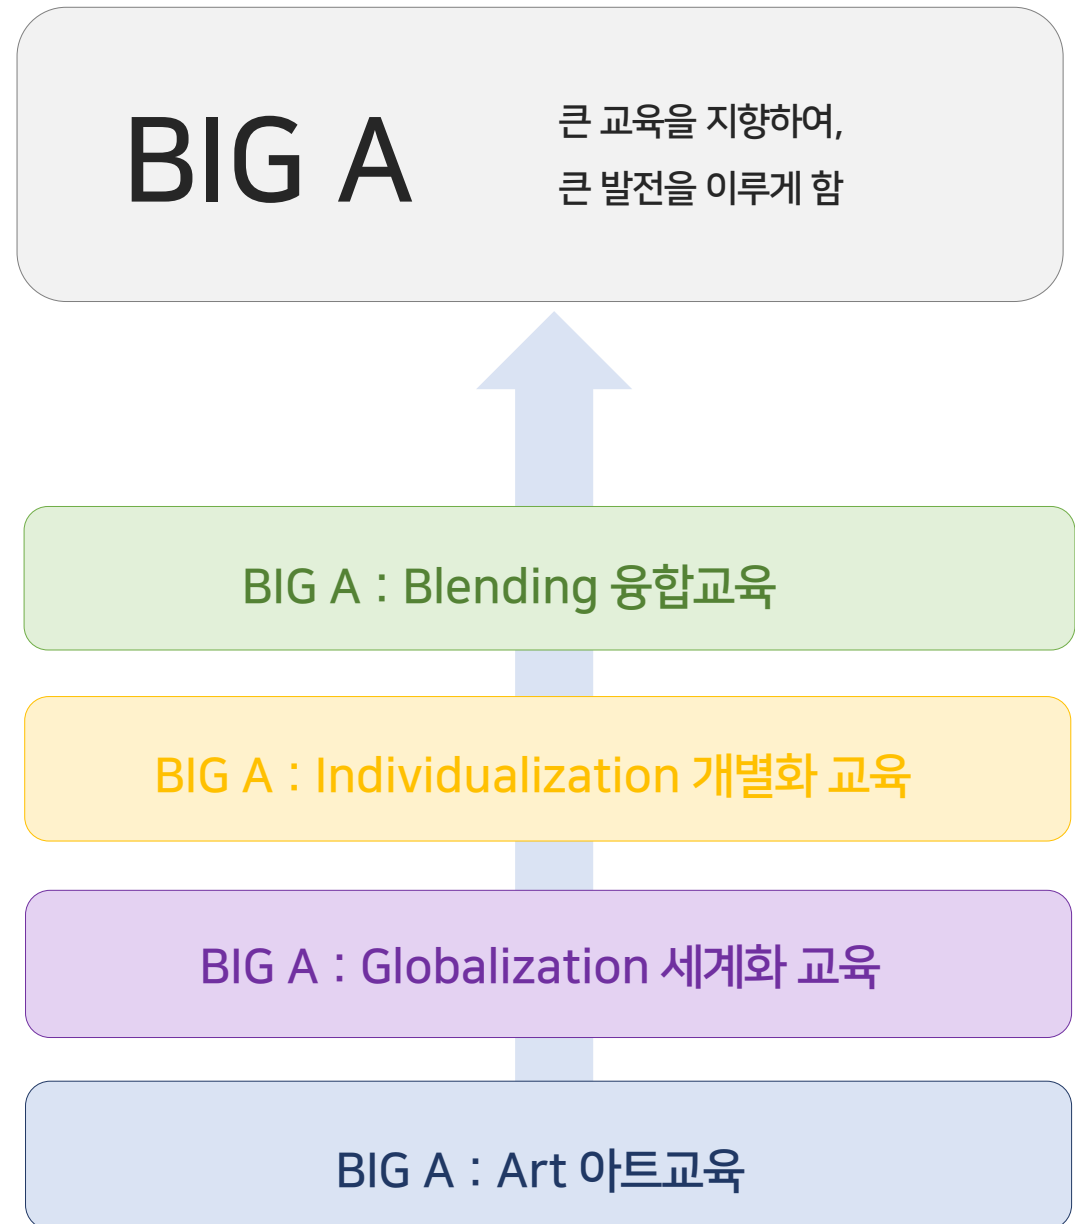 BIG A
큰 교육을 지향하여,
큰 발전을 이루게 함
BIG A : Blending 융합교육
BIG A : Individualization 개별화 교육
BIG A : Globalization 세계화 교육
BIG A : Art 아트교육